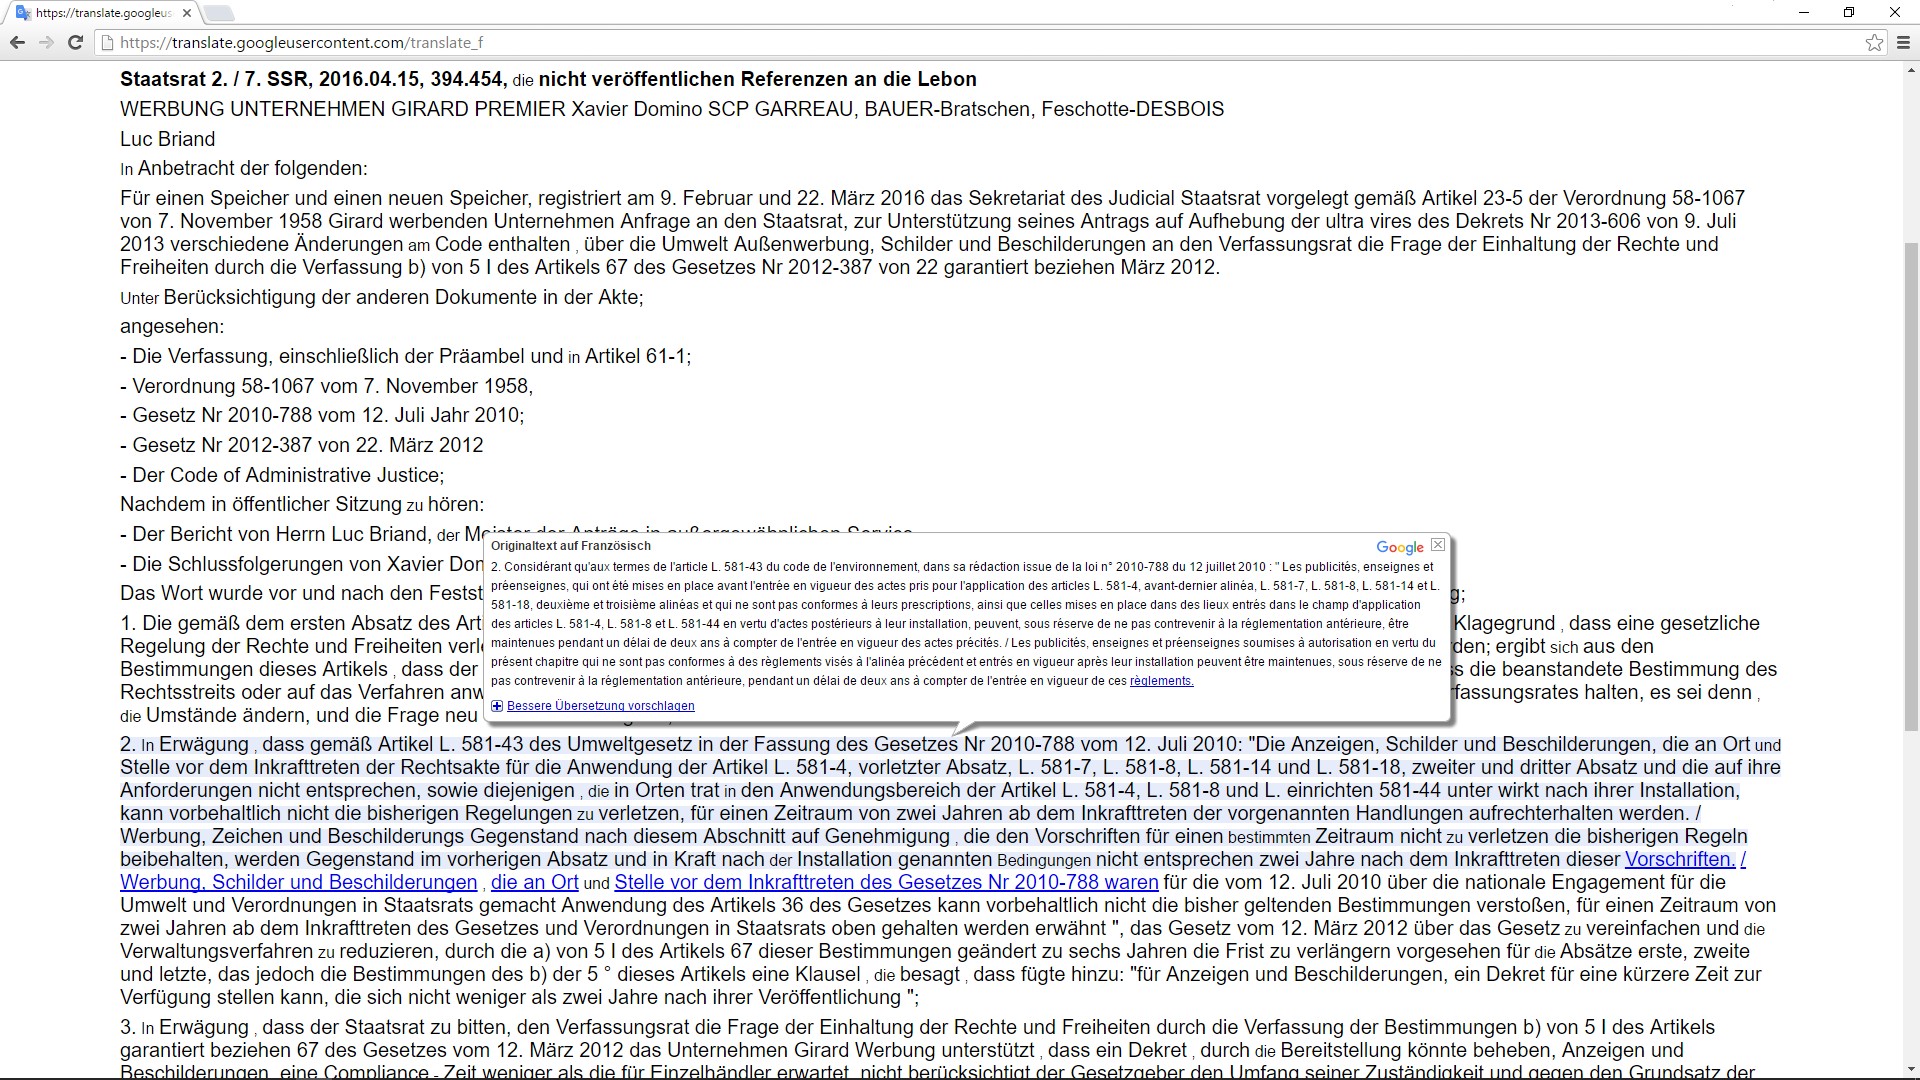 https://translate.googleus
https://translate.googleusercontent.com/translate_f
Staatsrat 2. / 7. SSR, 2016.04.15, 394.454, die nicht veröffentlichen Referenzen an die Lebon
WERBUNG UNTERNEHMEN GIRARD PREMIER Xavier Domino SCP GARREAU, BAUER-Bratschen, Feschotte-DESBOIS
Luc Briand
In Anbetracht der folgenden:
Für einen Speicher und einen neuen Speicher, registriert am 9. Februar und 22. März 2016 das Sekretariat des Judicial Staatsrat vorgelegt gemäß Artikel 23-5 der Verordnung 58-1067
von 7. November 1958 Girard werbenden Unternehmen Anfrage an den Staatsrat, zur Unterstützung seines Antrags auf Aufhebung der ultra vires des Dekrets Nr 2013-606 von 9. Juli
2013 verschiedene Änderungen am Code enthalten , über die Umwelt Außenwerbung, Schilder und Beschilderungen an den Verfassungsrat die Frage der Einhaltung der Rechte und
Freiheiten durch die Verfassung b) von 5 I des Artikels 67 des Gesetzes Nr 2012-387 von 22 garantiert beziehen März 2012.
Unter Berücksichtigung der anderen Dokumente in der Akte;
angesehen:
- Die Verfassung, einschließlich der Präambel und in Artikel 61-1;
- Verordnung 58-1067 vom 7. November 1958,
- Gesetz Nr 2010-788 vom 12. Juli Jahr 2010;
- Gesetz Nr 2012-387 von 22. März 2012
- Der Code of Administrative Justice;
Nachdem in öffentlicher Sitzung zu hören:
- Der Bericht von Herrn Luc Briand, der Meister der Anträge in außergewöhnlichen Service
- Die Schlussfolgerungen von Xavier Dom
Das Wort wurde vor und nach den Festst g;
1. Die gemäß dem ersten Absatz des Art Klagegrund , dass eine gesetzliche
Regelung der Rechte und Freiheiten verle den; ergibt sich aus den
Bestimmungen dieses Artikels , dass der ss die beanstandete Bestimmung des
Rechtsstreits oder auf das Verfahren anw fassungsrates halten, es sei denn ,
die Umstände ändern, und die Frage neu
Originaltext auf Französisch
Google
2. Considérant qu'aux termes de l'article L. 581-43 du code de l'environnement, dans sa rédaction issue de la loi n° 2010-788 du 12 juillet 2010 : " Les publicités, enseignes et
préenseignes, qui ont été mises en place avant l'entrée en vigueur des actes pris pour l'application des articles L. 581-4, avant-dernier alinéa, L. 581-7, L. 581-8, L. 581-14 et L.
581-18, deuxième et troisième alinéas et qui ne sont pas conformes à leurs prescriptions, ainsi que celles mises en place dans des lieux entrés dans le champ d'application
des articles L. 581-4, L. 581-8 et L. 581-44 en vertu d'actes postérieurs à leur installation, peuvent, sous réserve de ne pas contrevenir à la réglementation antérieure, être
maintenues pendant un délai de deux ans à compter de l'entrée en vigueur des actes précités. / Les publicités, enseignes et préenseignes soumises à autorisation en vertu du
présent chapitre qui ne sont pas conformes à des règlements visés à l'alinéa précédent et entrés en vigueur après leur installation peuvent être maintenues, sous réserve de ne
pas contrevenir à la réglementation antérieure, pendant un délai de deux ans à compter de l'entrée en vigueur de ces règlements.
Bessere Übersetzung vorschlagen
2. In Erwägung , dass gemäß Artikel L. 581-43 des Umweltgesetz in der Fassung des Gesetzes Nr 2010-788 vom 12. Juli 2010: "Die Anzeigen, Schilder und Beschilderungen, die an Ort und
Stelle vor dem Inkrafttreten der Rechtsakte für die Anwendung der Artikel L. 581-4, vorletzter Absatz, L. 581-7, L. 581-8, L. 581-14 und L. 581-18, zweiter und dritter Absatz und die auf ihre
Anforderungen nicht entsprechen, sowie diejenigen , die in Orten trat in den Anwendungsbereich der Artikel L. 581-4, L. 581-8 und L. einrichten 581-44 unter wirkt nach ihrer Installation,
kann vorbehaltlich nicht die bisherigen Regelungen zu verletzen, für einen Zeitraum von zwei Jahren ab dem Inkrafttreten der vorgenannten Handlungen aufrechterhalten werden. /
Werbung, Zeichen und Beschilderungs Gegenstand nach diesem Abschnitt auf Genehmigung , die den Vorschriften für einen bestimmten Zeitraum nicht zu verletzen die bisherigen Regeln
beibehalten, werden Gegenstand im vorherigen Absatz und in Kraft nach der Installation genannten Bedingungen nicht entsprechen zwei Jahre nach dem Inkrafttreten dieser Vorschriften. /
Werbung, Schilder und Beschilderungen , die an Ort und Stelle vor dem Inkrafttreten des Gesetzes Nr 2010-788 waren für die vom 12. Juli 2010 über die nationale Engagement für die
Umwelt und Verordnungen in Staatsrats gemacht Anwendung des Artikels 36 des Gesetzes kann vorbehaltlich nicht die bisher geltenden Bestimmungen verstoßen, für einen Zeitraum von
zwei Jahren ab dem Inkrafttreten des Gesetzes und Verordnungen in Staatsrats oben gehalten werden erwähnt ", das Gesetz vom 12. März 2012 über das Gesetz zu vereinfachen und die
Verwaltungsverfahren zu reduzieren, durch die a) von 5 I des Artikels 67 dieser Bestimmungen geändert zu sechs Jahren die Frist zu verlängern vorgesehen für die Absätze erste, zweite
und letzte, das jedoch die Bestimmungen des b) der 5 ° dieses Artikels eine Klausel , die besagt , dass fügte hinzu: "für Anzeigen und Beschilderungen, ein Dekret für eine kürzere Zeit zur
Verfügung stellen kann, die sich nicht weniger als zwei Jahre nach ihrer Veröffentlichung ";
3. In Erwägung , dass der Staatsrat zu bitten, den Verfassungsrat die Frage der Einhaltung der Rechte und Freiheiten durch die Verfassung der Bestimmungen b) von 5 I des Artikels
garantiert beziehen 67 des Gesetzes vom 12. März 2012 das Unternehmen Girard Werbung unterstützt , dass ein Dekret , durch die Bereitstellung könnte beheben, Anzeigen und
Beschilderungen, eine Compliance - Zeit weniger als die für Einzelhändler erwartet, nicht berücksichtigt der Gesetzgeber den Umfang seiner Zuständigkeit und gegen den Grundsatz der